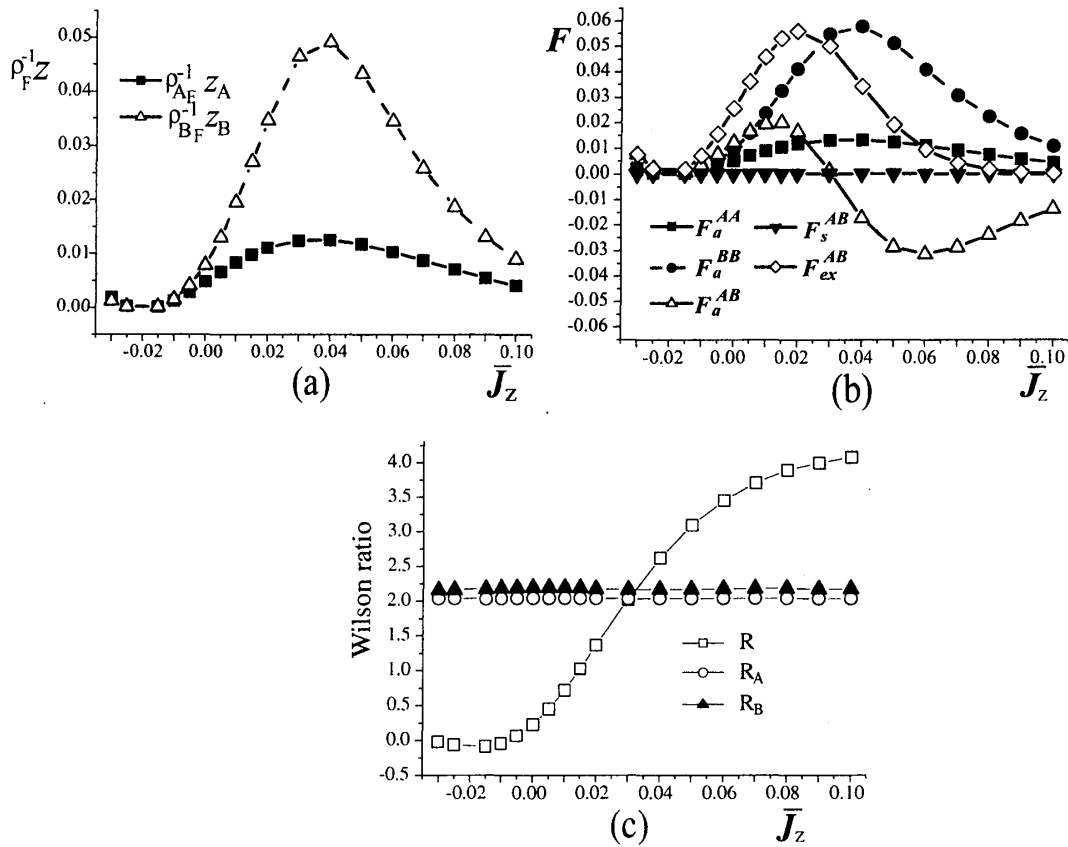 ρ_F^{-1} z
0.05
0.04
0.03
0.02
0.01
0.00
ρ_{A_F}^{-1} z_A
ρ_{B_F}^{-1} z_B
-0.02 0.00 0.02 0.04 0.06 0.08 0.10
(a)
J̄_z
F
0.06
0.05
0.04
0.03
0.02
0.01
0.00
-0.01
-0.02
-0.03
-0.04
-0.05
-0.06
F_a^{AA}
F_s^{AB}
F_a^{BB}
F_{ex}^{AB}
F_a^{AB}
-0.02 0.00 0.02 0.04 0.06 0.08 0.10
(b)
J̄_z
Wilson ratio
4.0
3.5
3.0
2.5
2.0
1.5
1.0
0.5
0.0
-0.5
R
R_A
R_B
-0.02 0.00 0.02 0.04 0.06 0.08 0.10
(c)
J̄_z